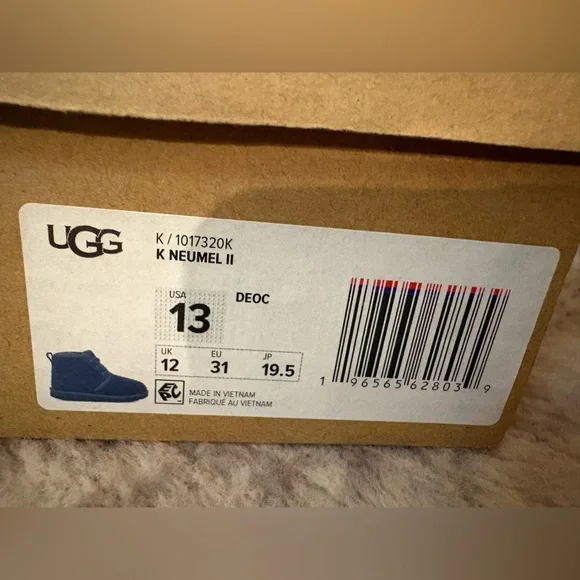 UGG
K / 1017320K
K NEUMEL II
USA
13
DEOC
UK EU JP
12 31 19.5
MADE IN VIETNAM
FABRIQUÉ AU VIETNAM
1 96565 62803 9